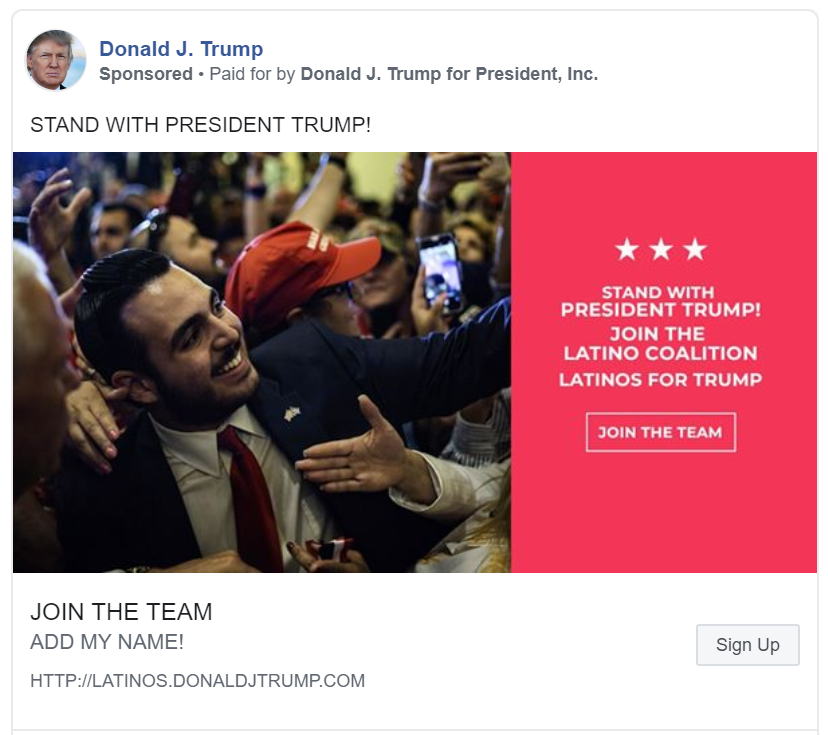 Donald J. Trump
Sponsored • Paid for by Donald J. Trump for President, Inc.
STAND WITH PRESIDENT TRUMP!
STAND WITH
PRESIDENT TRUMP!
JOIN THE
LATINO COALITION
LATINOS FOR TRUMP
JOIN THE TEAM
JOIN THE TEAM
ADD MY NAME!
Sign Up
HTTP://LATINOS.DONALDJTRUMP.COM